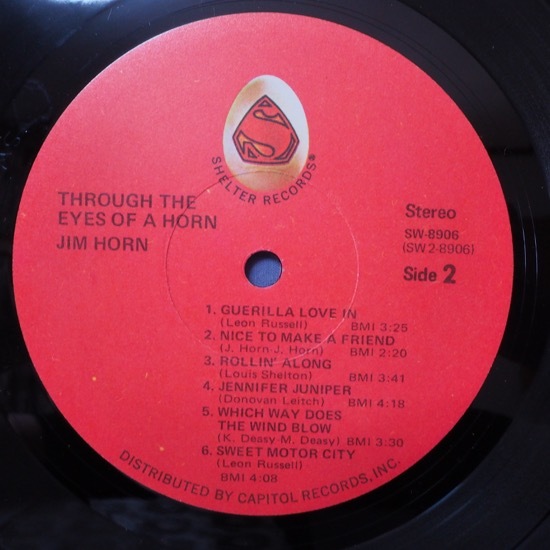 S
SHELTER RECORDS®
THROUGH THE
EYES OF A HORN
JIM HORN
Stereo
SW-8906
(SW2-8906)
Side 2
1. GUERILLA LOVE IN
(Leon Russell) BMI 3:25
2. NICE TO MAKE A FRIEND
(J. Horn-J. Horn) BMI 2:20
3. ROLLIN' ALONG
(Louis Shelton) BMI 3:41
4. JENNIFER JUNIPER
(Donovan Leitch) BMI 4:18
5. WHICH WAY DOES
THE WIND BLOW
(K. Deasy-M. Deasy) BMI 3:30
6. SWEET MOTOR CITY
(Leon Russell)
BMI 4:08
DISTRIBUTED BY CAPITOL RECORDS, INC.